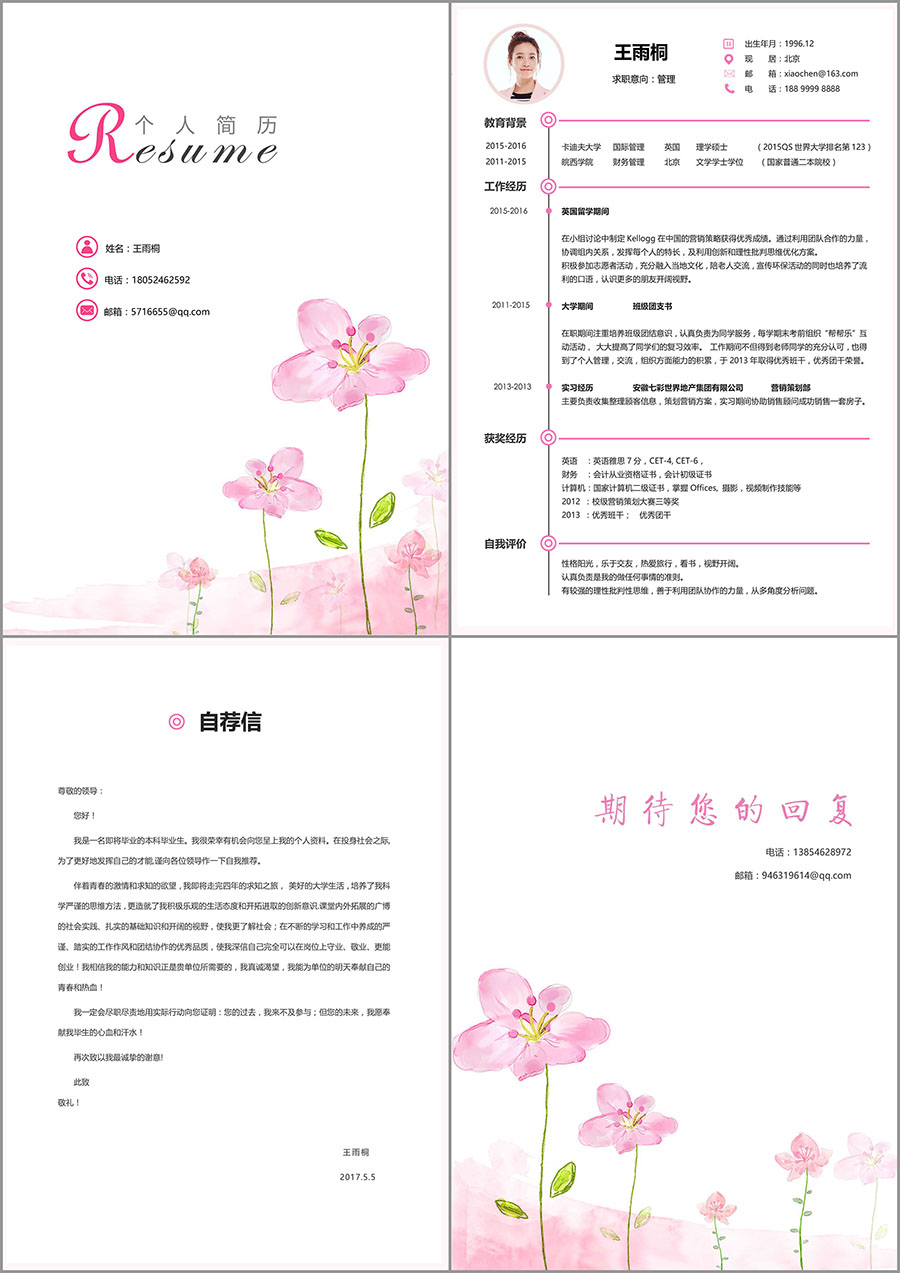 个人简历
Resume
姓名：王雨桐
电话：18052462592
邮箱：5716655@qq.com
王雨桐
求职意向：管理
出生年月：1996.12
现 居：北京
邮 箱：xiaochen@163.com
电 话：188 9999 8888
教育背景
2015-2016 卡迪夫大学 国际管理 英国 理学硕士 （2015QS 世界大学排名第 123）
2011-2015 皖西学院 财务管理 北京 文学学士学位 （国家普通二本院校）
工作经历
2015-2016 英国留学期间
在小组讨论中制定 Kellogg 在中国的营销策略获得优秀成绩。通过利用团队合作的力量，
协调组内关系，发挥每个人的特长，及利用创新和理性批判思维优化方案。
积极参加志愿者活动，充分融入当地文化，陪老人交流，宣传环保活动的同时也培养了流
利的口语，认识更多的朋友开阔视野。
2011-2015 大学期间 班级团支书
在职期间注重培养班级团结意识，认真负责为同学服务，每学期末考前组织“帮帮乐”互
动活动， 大大提高了同学们的复习效率。 工作期间不但得到老师同学的充分认可，也得
到了个人管理，交流，组织方面能力的积累，于 2013 年取得优秀班干，优秀团干荣誉。
2013-2013 实习经历 安徽七彩世界地产集团有限公司 营销策划部
主要负责收集整理顾客信息，策划营销方案，实习期间协助销售顾问成功销售一套房子。
获奖经历
英语 ：英语雅思 7 分，CET-4, CET-6，
财务 ：会计从业资格证书，会计初级证书
计算机：国家计算机二级证书，掌握 Offices, 摄影，视频制作技能等
2012 ：校级营销策划大赛三等奖
2013 ：优秀班干； 优秀团干
自我评价
性格阳光，乐于交友，热爱旅行，看书，视野开阔。
认真负责是我的做任何事情的准则。
有较强的理性批判性思维，善于利用团队协作的力量，从多角度分析问题。
自荐信
尊敬的领导：
您好！
我是一名即将毕业的本科毕业生。我很荣幸有机会向您呈上我的个人资料。在投身社会之际,
为了更好地发挥自己的才能,谨向各位领导作一下自我推荐。
伴着青春的激情和求知的欲望，我即将走完四年的求知之旅， 美好的大学生活，培养了我科
学严谨的思维方法，更造就了我积极乐观的生活态度和开拓进取的创新意识.课堂内外拓展的广博
的社会实践、扎实的基础知识和开阔的视野，使我更了解社会；在不断的学习和工作中养成的严
谨、踏实的工作作风和团结协作的优秀品质，使我深信自己完全可以在岗位上守业、敬业、更能
创业！我相信我的能力和知识正是贵单位所需要的，我真诚渴望，我能为单位的明天奉献自己的
青春和热血！
我一定会尽职尽责地用实际行动向您证明：您的过去，我来不及参与；但您的未来，我愿奉
献我毕生的心血和汗水！
再次致以我最诚挚的谢意!
此致
敬礼！
王雨桐
2017.5.5
期待您的回复
电话：13854628972
邮箱：946319614@qq.com